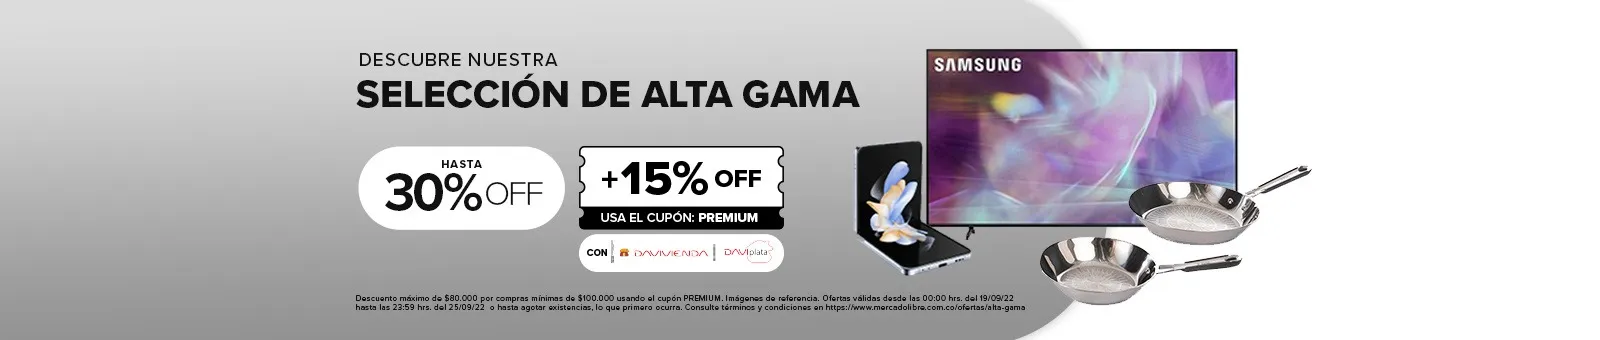 DESCUBRE NUESTRA
SELECCIÓN DE ALTA GAMA
HASTA
30% OFF
+15% OFF
USA EL CUPÓN: PREMIUM
CON DAVIVIENDA DAVIplata
SAMSUNG
Descuento máximo de $80.000 por compras mínimas de $100.000 usando el cupón PREMIUM. Imágenes de referencia. Ofertas válidas desde las 00:00 hrs. del 19/09/22
hasta las 23:59 hrs. del 25/09/22 o hasta agotar existencias, lo que primero ocurra. Consulte términos y condiciones en https://www.mercadolibre.com.co/ofertas/alta-gama